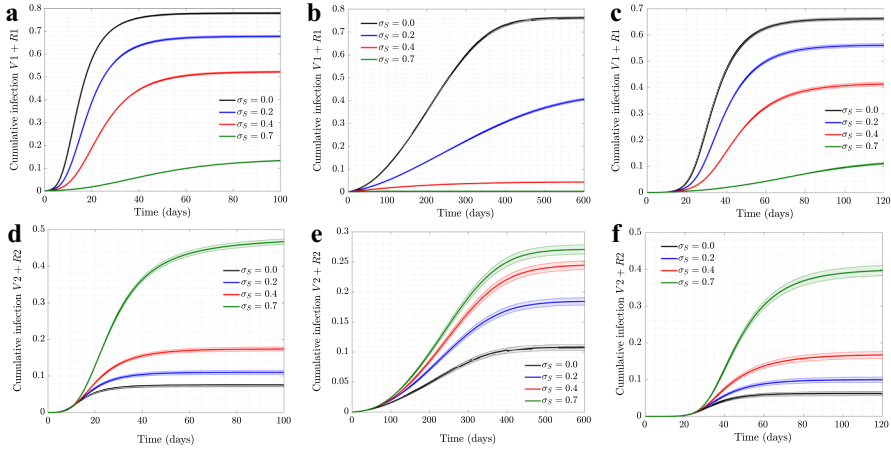 a
Cumulative infection V1 + R1
0.8
0.7
0.6
0.5
0.4
0.3
0.2
0.1
0
σS = 0.0
σS = 0.2
σS = 0.4
σS = 0.7
0 20 40 60 80 100
Time (days)
b
Cumulative infection V1 + R1
0.8
0.7
0.6
0.5
0.4
0.3
0.2
0.1
0
σS = 0.0
σS = 0.2
σS = 0.4
σS = 0.7
0 100 200 300 400 500 600
Time (days)
c
Cumulative infection V1 + R1
0.7
0.6
0.5
0.4
0.3
0.2
0.1
0
σS = 0.0
σS = 0.2
σS = 0.4
σS = 0.7
0 20 40 60 80 100 120
Time (days)
d
Cumulative infection V2 + R2
0.5
0.4
0.3
0.2
0.1
0
σS = 0.0
σS = 0.2
σS = 0.4
σS = 0.7
0 20 40 60 80 100
Time (days)
e
Cumulative infection V2 + R2
0.3
0.25
0.2
0.15
0.1
0.05
0
σS = 0.0
σS = 0.2
σS = 0.4
σS = 0.7
0 100 200 300 400 500 600
Time (days)
f
Cumulative infection V2 + R2
0.5
0.4
0.3
0.2
0.1
0
σS = 0.0
σS = 0.2
σS = 0.4
σS = 0.7
0 20 40 60 80 100 120
Time (days)